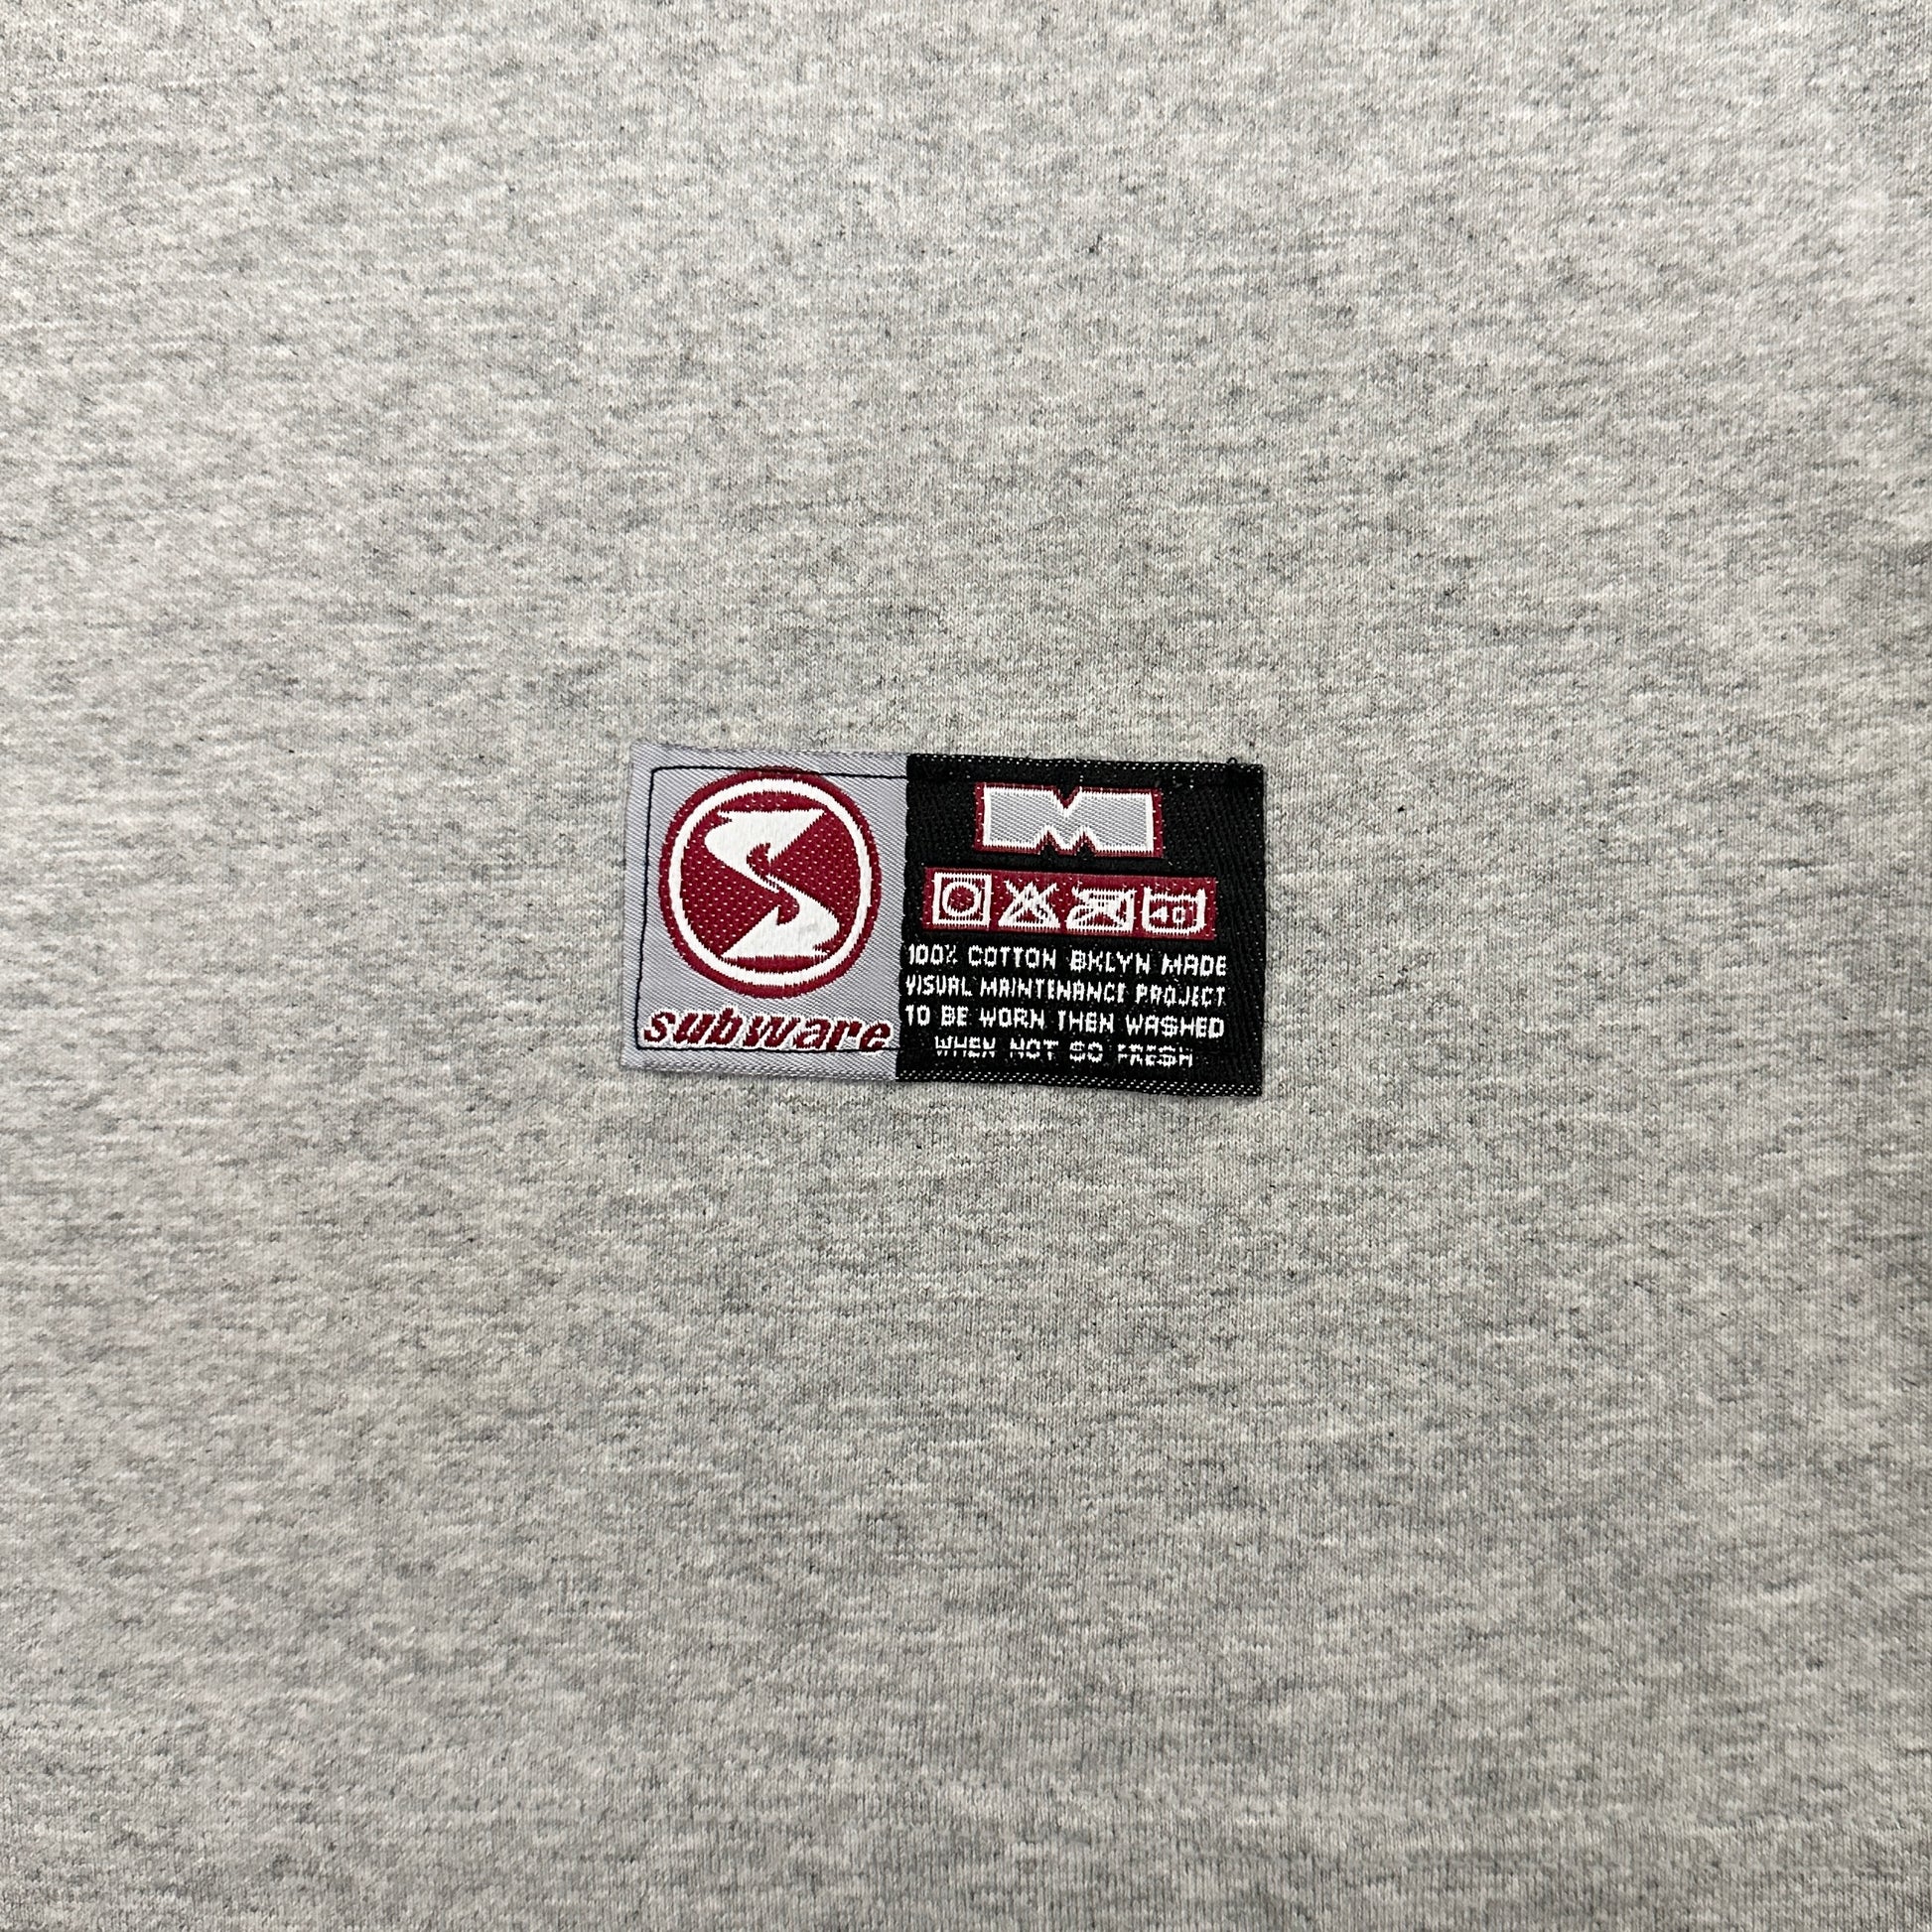 subware
M
40
100% COTTON BKLYN MADE
VISUAL MAINTENANCE PROJECT
TO BE WORN THEN WASHED
WHEN NOT SO FRESH